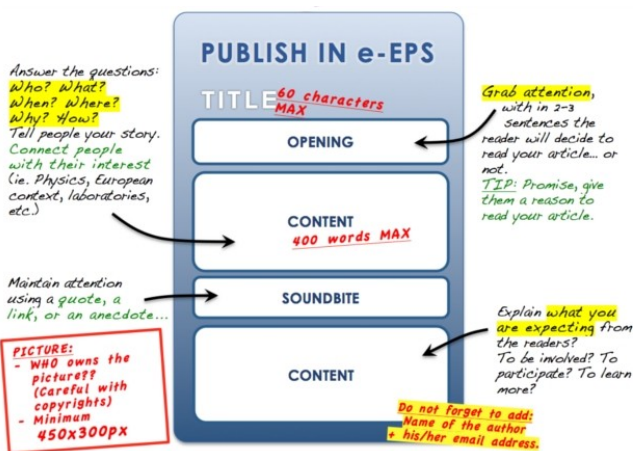 PUBLISH IN e-EPS
TITLE
60 characters
MAX
OPENING
CONTENT
400 words MAX
SOUNDBITE
CONTENT
Answer the questions:
Who? What?
When? Where?
Why? How?
Tell people your story.
Connect people
with their interest
(ie. Physics, European
context, laboratories,
etc.)
Maintain attention
using a quote, a
link, or an anecdote...
PICTURE:
- WHO owns the
picture??
(Careful with
copyrights)
- Minimum
450x300px
Grab attention,
with in 2-3
sentences the
reader will decide to
read your article... or
not.
TIP: Promise, give
them a reason to
read your article.
Explain what you
are expecting from
the readers?
To be involved? To
participate? To learn
more?
Do not forget to add:
Name of the author
+ his/her email address.